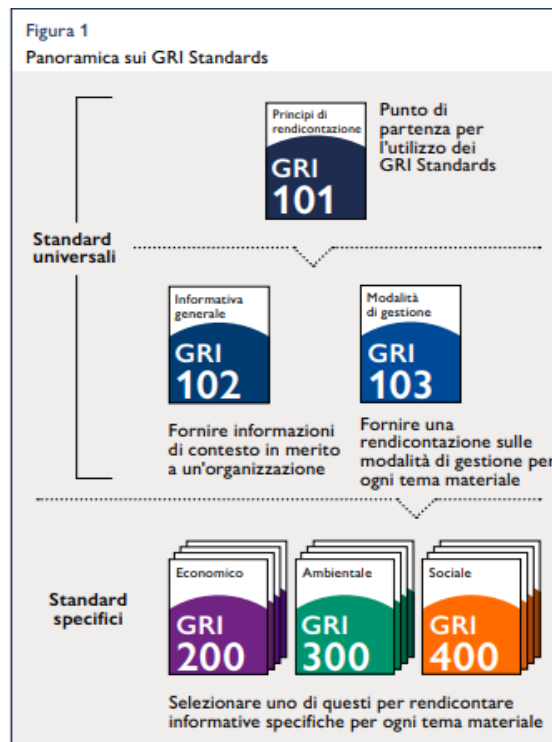 Figura 1
Panoramica sui GRI Standards
Principi di
rendicontazione
GRI
101
Punto di
partenza per
l'utilizzo dei
GRI Standards
Standard
universali
Informativa
generale
GRI
102
Modalità
di gestione
GRI
103
Fornire informazioni
di contesto in merito
a un'organizzazione
Fornire una
rendicontazione sulle
modalità di gestione per
ogni tema materiale
Standard
specifici
Economico
GRI
200
Ambientale
GRI
300
Sociale
GRI
400
Selezionare uno di questi per rendicontare
informative specifiche per ogni tema materiale